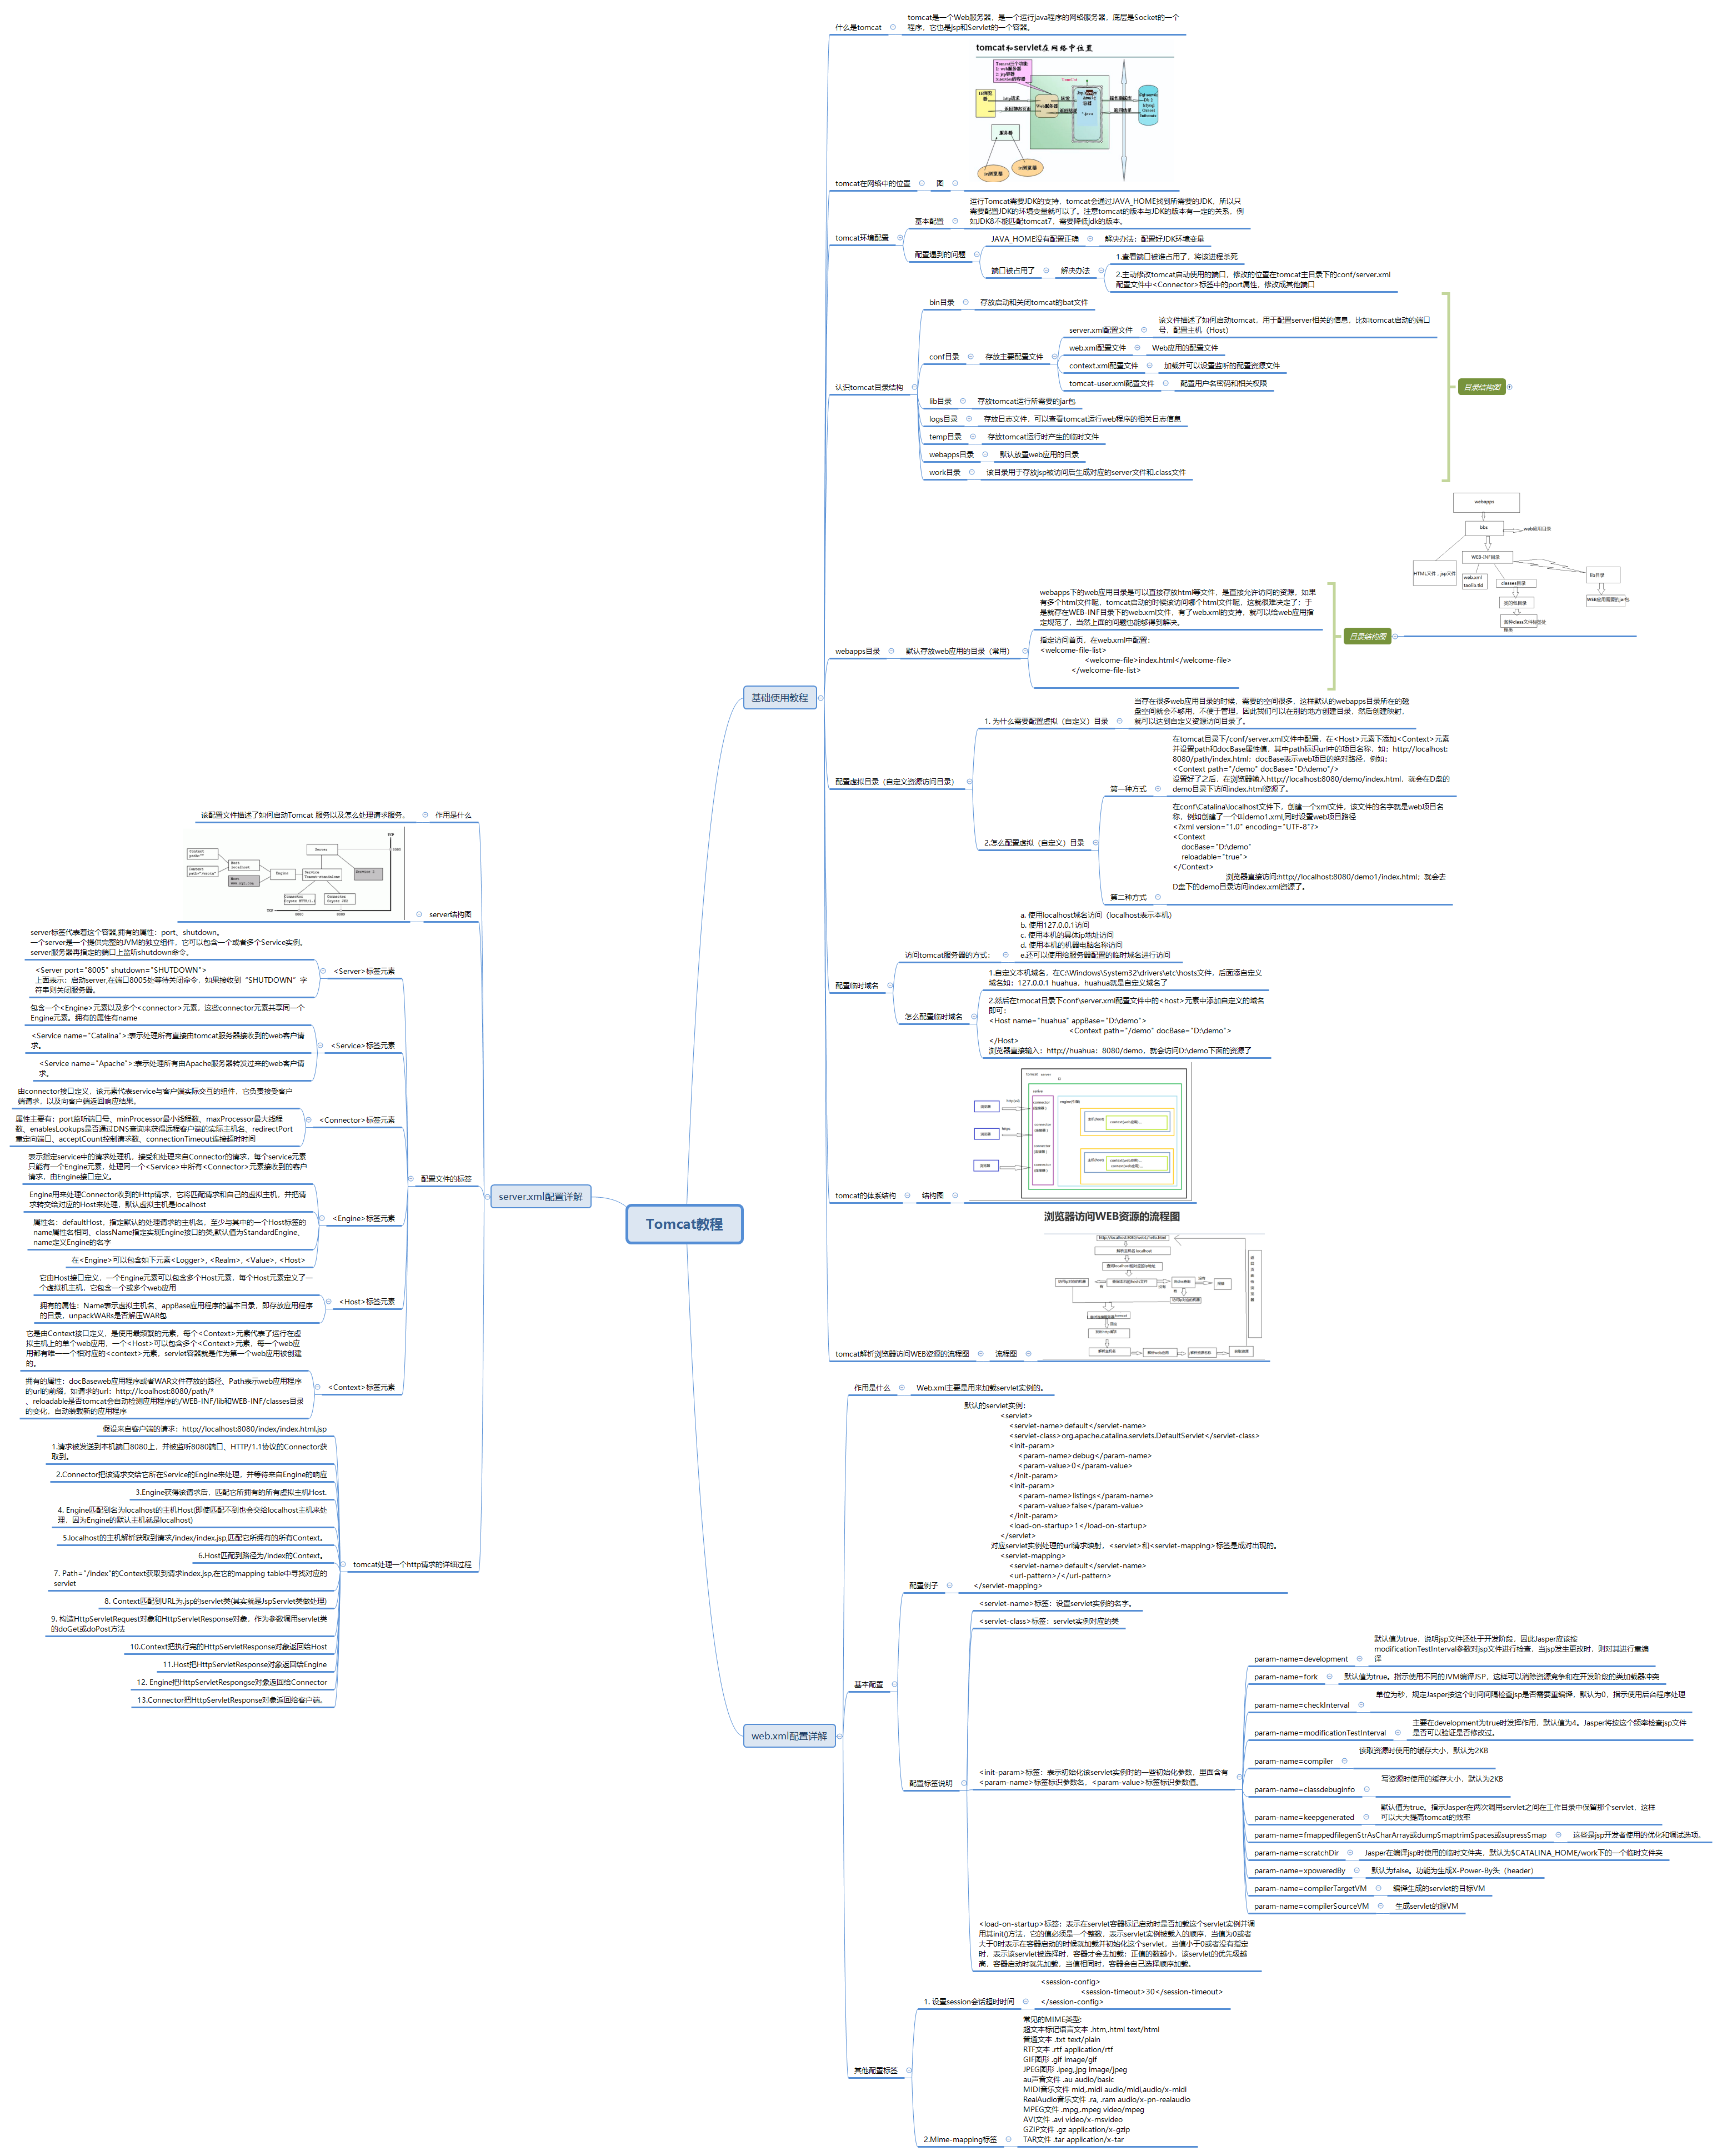 Tomcat教程
基础使用教程
什么是tomcat
tomcat是一个Web服务器，是一个运行java程序的网络服务器，底层是Socket的一个
程序，它也是jsp和Servlet的一个容器。
tomcat在网络中的位置
图
tomcat和servlet在网络中位置
tomcat环境配置
基本配置
运行Tomcat需要JDK的支持，tomcat会通过JAVA_HOME找到所需要的JDK，所以只
需要配置JDK的环境变量就可以了。注意tomcat的版本与JDK的版本有一定的关系，例
如JDK8不能匹配tomcat7，需要降低jdk的版本。
配置遇到的问题
JAVA_HOME没有配置正确
解决办法：配置好JDK环境变量
端口被占用了
解决办法
1.查看端口被谁占用了，将该进程杀死
2.主动修改tomcat启动使用的端口，修改的位置在tomcat主目录下的conf/server.xml
配置文件中<Connector>标签中的port属性，修改成其他端口
认识tomcat目录结构
bin目录
存放启动和关闭tomcat的bat文件
conf目录
存放主要配置文件
server.xml配置文件
该文件描述了如何启动tomcat，用于配置server相关的信息，比如tomcat启动的端口
号，配置主机（Host）
web.xml配置文件
Web应用的配置文件
context.xml配置文件
加载并可以设置监听的配置资源文件
tomcat-user.xml配置文件
配置用户名密码和相关权限
lib目录
存放tomcat运行所需要的jar包
logs目录
存放日志文件，可以查看tomcat运行web程序的相关日志信息
temp目录
存放tomcat运行时产生的临时文件
webapps目录
默认放置web应用的目录
work目录
该目录用于存放jsp被访问后生成对应的server文件和.class文件
目录结构图
webapps目录
默认存放web应用的目录（常用）
webapps下的web应用目录是可以直接存放html等文件，是直接允许访问的资源，如果
有多个html文件呢，tomcat启动的时候该访问哪个html文件呢，这就很难决定了；于
是就存在WEB-INF目录下的web.xml文件，有了web.xml的支持，就可以给web应用指
定规范了，当然上面的问题也能够得到解决。
指定访问首页，在web.xml中配置：
<welcome-file-list>
<welcome-file>index.html</welcome-file>
</welcome-file-list>
目录结构图
webapps
bbs
web应用目录
WEB-INF目录
HTML文件，jsp文件
web.xml
classes目录
lib目录
配置虚拟目录（自定义资源访问目录）
1. 为什么需要配置虚拟（自定义）目录
当存在很多web应用目录的时候，需要的空间很多，这样默认的webapps目录所在的磁
盘空间就会不够用，不便于管理，因此我们可以在别的地方创建目录，然后创建映射，
就可以达到自定义资源访问目录了。
2.怎么配置虚拟（自定义）目录
第一种方式
在tomcat目录下/conf/server.xml文件中配置，在<Host>元素下添加<Context>元素
并设置path和docBase属性值，其中path标识url中的项目名称，如：http://localhost:
8080/path/index.html；docBase表示web项目的绝对路径，例如：
<Context path="/demo" docBase="D:\demo"/>
设置好了之后，在浏览器输入http://localhost:8080/demo/index.html，就会在D盘的
demo目录下访问index.html资源了。
第二种方式
在conf\Catalina\localhost文件下，创建一个xml文件，该文件的名字就是web项目名
称，例如创建了一个叫demo1.xml,同时设置web项目路径
<?xml version="1.0" encoding="UTF-8"?>
<Context
docBase="D:\demo"
reloadable="true">
</Context>
浏览器直接访问:http://localhost:8080/demo1/index.html；就会去
D盘下的demo目录访问index.xml资源了。
配置临时域名
访问tomcat服务器的方式：
a. 使用localhost域名访问（localhost表示本机）
b. 使用127.0.0.1访问
c. 使用本机的具体ip地址访问
d. 使用本机的机器电脑名称访问
e.还可以使用给服务器配置的临时域名进行访问
怎么配置临时域名
1.自定义本机域名，在C:\Windows\System32\drivers\etc\hosts文件，后面添自定义
域名如：127.0.0.1 huahua，huahua就是自定义域名了
2.然后在tmocat目录下conf\server.xml配置文件中的<host>元素中添加自定义的域名
即可：
<Host name="huahua" appBase="D:\demo">
<Context path="/demo" docBase="D:\demo">
</Host>
浏览器直接输入：http://huahua：8080/demo，就会访问D:\demo下面的资源了
tomcat的体系结构
结构图
tomcat解析浏览器访问WEB资源的流程图
流程图
浏览器访问WEB资源的流程图
web.xml配置详解
作用是什么
Web.xml主要是用来加载servlet实例的。
基本配置
配置例子
默认的servlet实例：
<servlet>
<servlet-name>default</servlet-name>
<servlet-class>org.apache.catalina.servlets.DefaultServlet</servlet-class>
<init-param>
<param-name>debug</param-name>
<param-value>0</param-value>
</init-param>
<init-param>
<param-name>listings</param-name>
<param-value>false</param-value>
</init-param>
<load-on-startup>1</load-on-startup>
</servlet>
对应servlet实例处理的url请求映射，<servlet>和<servlet-mapping>标签是成对出现的。
<servlet-mapping>
<servlet-name>default</servlet-name>
<url-pattern>/</url-pattern>
</servlet-mapping>
配置标签说明
<servlet-name>标签：设置servlet实例的名字。
<servlet-class>标签：servlet实例对应的类
<init-param>标签：表示初始化该servlet实例时的一些初始化参数，里面含有
<param-name>标签标识参数名，<param-value>标签标识参数值。
param-name=development
默认值为true，说明jsp文件还处于开发阶段，因此Jasper应该按
modificationTestInterval参数对jsp文件进行检查，当jsp发生更改时，则对其进行重编
译
param-name=fork
默认值为true。指示使用不同的JVM编译JSP，这样可以消除资源竞争和在开发阶段的类加载器冲突
param-name=checkInterval
单位为秒，规定Jasper按这个时间间隔检查jsp是否需要重编译，默认为0，指示使用后台程序处理
param-name=modificationTestInterval
主要在development为true时发挥作用，默认值为4。Jasper将按这个频率检查jsp文件
是否可以验证是否修改过。
param-name=compiler
读取资源时使用的缓存大小，默认为2KB
param-name=classdebuginfo
写资源时使用的缓存大小，默认为2KB
param-name=keepgenerated
默认值为true。指示Jasper在两次调用servlet之间在工作目录中保留那个servlet，这样
可以大大提高tomcat的效率
param-name=fmappedfilegenStrAsCharArray或dumpSmaptrimSpaces或supressSmap
这些是jsp开发者使用的优化和调试选项。
param-name=scratchDir
Jasper在编译jsp时使用的临时文件夹，默认为$CATALINA_HOME/work下的一个临时文件夹
param-name=xpoweredBy
默认为false。功能为生成X-Power-By头（header）
param-name=compilerTargetVM
编译生成的servlet的目标VM
param-name=compilerSourceVM
生成servlet的源VM
<load-on-startup>标签：表示在servlet容器标记启动时是否加载这个servlet实例并调
用其init()方法，它的值必须是一个整数，表示servlet实例被载入的顺序，当值为0或者
大于0时表示在容器启动的时候就加载并初始化这个servlet，当值小于0或者没有指定
时，表示该servlet被选择时，容器才会去加载；正值的数越小，该servlet的优先级越
高，容器启动时就先加载，当值相同时，容器会自己选择顺序加载。
其他配置标签
1. 设置session会话超时时间
<session-config>
<session-timeout>30</session-timeout>
</session-config>
2.Mime-mapping标签
常见的MIME类型:
超文本标记语言文本 .htm,.html text/html
普通文本 .txt text/plain
RTF文本 .rtf application/rtf
GIF图形 .gif image/gif
JPEG图形 .ipeg,.jpg image/jpeg
au声音文件 .au audio/basic
MIDI音乐文件 mid,.midi audio/midi,audio/x-midi
RealAudio音乐文件 .ra, .ram audio/x-pn-realaudio
MPEG文件 .mpg,.mpeg video/mpeg
AVI文件 .avi video/x-msvideo
GZIP文件 .gz application/x-gzip
TAR文件 .tar application/x-tar
server.xml配置详解
作用是什么
该配置文件描述了如何启动Tomcat 服务以及怎么处理请求服务。
server结构图
配置文件的标签
<Server>标签元素
server标签代表着这个容器,拥有的属性：port、shutdown。
一个server是一个提供完整的JVM的独立组件，它可以包含一个或者多个Service实例。
server服务器再指定的端口上监听shutdown命令。
<Server port="8005" shutdown="SHUTDOWN">
上面表示：启动server,在端口8005处等待关闭命令，如果接收到“SHUTDOWN”字
符串则关闭服务器。
<Service>标签元素
包含一个<Engine>元素以及多个<connector>元素，这些connector元素共享同一个
Engine元素。拥有的属性有name
<Service name="Catalina">:表示处理所有直接由tomcat服务器接收到的web客户请
求。
<Service name="Apache">:表示处理所有由Apache服务器转发过来的web客户请
求。
<Connector>标签元素
由connector接口定义，该元素代表service与客户端实际交互的组件，它负责接受客户
端请求，以及向客户端返回响应结果。
属性主要有：port监听端口号、minProcessor最小线程数、maxProcessor最大线程
数、enablesLookups是否通过DNS查询来获得远程客户端的实际主机名、redirectPort
重定向端口、acceptCount控制请求数、connectionTimeout连接超时时间
<Engine>标签元素
表示指定service中的请求处理机，接受和处理来自Connector的请求，每个service元素
只能有一个Engine元素，处理同一个<Service>中所有<Connector>元素接收到的客户
请求，由Engine接口定义。
Engine用来处理Connector收到的Http请求，它将匹配请求和自己的虚拟主机，并把请
求转交给对应的Host来处理，默认虚拟主机是localhost
属性名：defaultHost，指定默认的处理请求的主机名，至少与其中的一个Host标签的
name属性名相同、className指定实现Engine接口的类,默认值为StandardEngine、
name定义Engine的名字
在<Engine>可以包含如下元素<Logger>, <Realm>, <Value>, <Host>
<Host>标签元素
它由Host接口定义，一个Engine元素可以包含多个Host元素，每个Host元素定义了一
个虚拟机主机，它包含一个或多个web应用
拥有的属性：Name表示虚拟主机名、appBase应用程序的基本目录，即存放应用程序
的目录，unpackWARs是否解压WAR包
<Context>标签元素
它是由Context接口定义，是使用最频繁的元素，每个<Context>元素代表了运行在虚
拟主机上的单个web应用，一个<Host>可以包含多个<Context>元素，每一个web应
用都有唯一一个相对应的<context>元素，servlet容器就是作为第一个web应用被创建
的。
拥有的属性：docBaseweb应用程序或者WAR文件存放的路径、Path表示web应用程序
的url的前缀，如请求的url：http://lcoalhost:8080/path/*
、reloadable是否tomcat会自动检测应用程序的/WEB-INF/lib和WEB-INF/classes目录
的变化，自动装载新的应用程序
tomcat处理一个http请求的详细过程
假设来自客户端的请求：http://localhost:8080/index/index.html.jsp
1.请求被发送到本机端口8080上，并被监听8080端口、HTTP/1.1协议的Connector获
取到。
2.Connector把该请求交给它所在Service的Engine来处理，并等待来自Engine的响应
3.Engine获得该请求后，匹配它所拥有的所有虚拟主机Host.
4. Engine匹配到名为localhost的主机Host(即使匹配不到也会交给localhost主机来处
理，因为Engine的默认主机就是localhost)
5.localhost的主机解析获取到请求/index/index.jsp,匹配它所拥有的所有Context。
6.Host匹配到路径为/index的Context。
7. Path="/index"的Context获取到请求index.jsp,在它的mapping table中寻找对应的
servlet
8. Context匹配到URL为.jsp的servlet类(其实就是JspServlet类做处理)
9. 构造HttpServletRequest对象和HttpServletResponse对象，作为参数调用servlet类
的doGet或doPost方法
10.Context把执行完的HttpServletResponse对象返回给Host
11.Host把HttpServletResponse对象返回给Engine
12. Engine把HttpServletRespongse对象返回给Connector
13.Connector把HttpServletResponse对象返回给客户端。